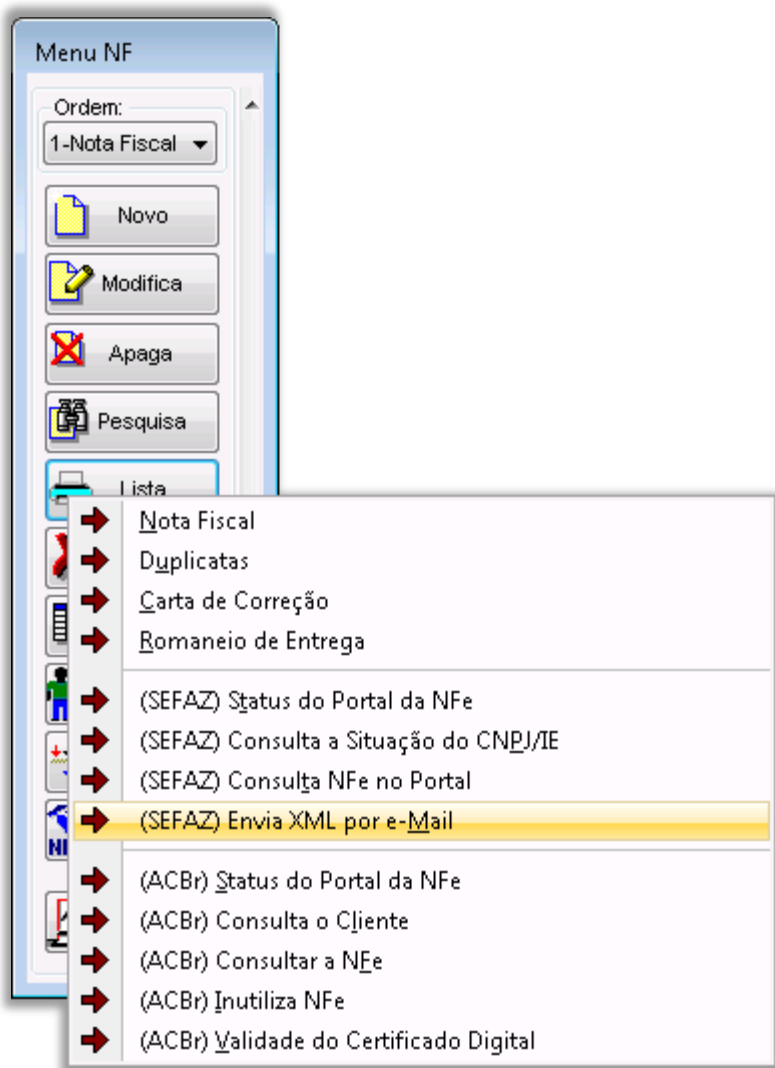 Menu NF
Ordem:
1-Nota Fiscal
Novo
Modifica
Apaga
Pesquisa
Lista
Nota Fiscal
Duplicatas
Carta de Correção
Romaneio de Entrega
(SEFAZ) Status do Portal da NFe
(SEFAZ) Consulta a Situação do CNPJ/IE
(SEFAZ) Consulta NFe no Portal
(SEFAZ) Envia XML por e-Mail
(ACBr) Status do Portal da NFe
(ACBr) Consulta o Cliente
(ACBr) Consultar a NFe
(ACBr) Inutiliza NFe
(ACBr) Validade do Certificado Digital